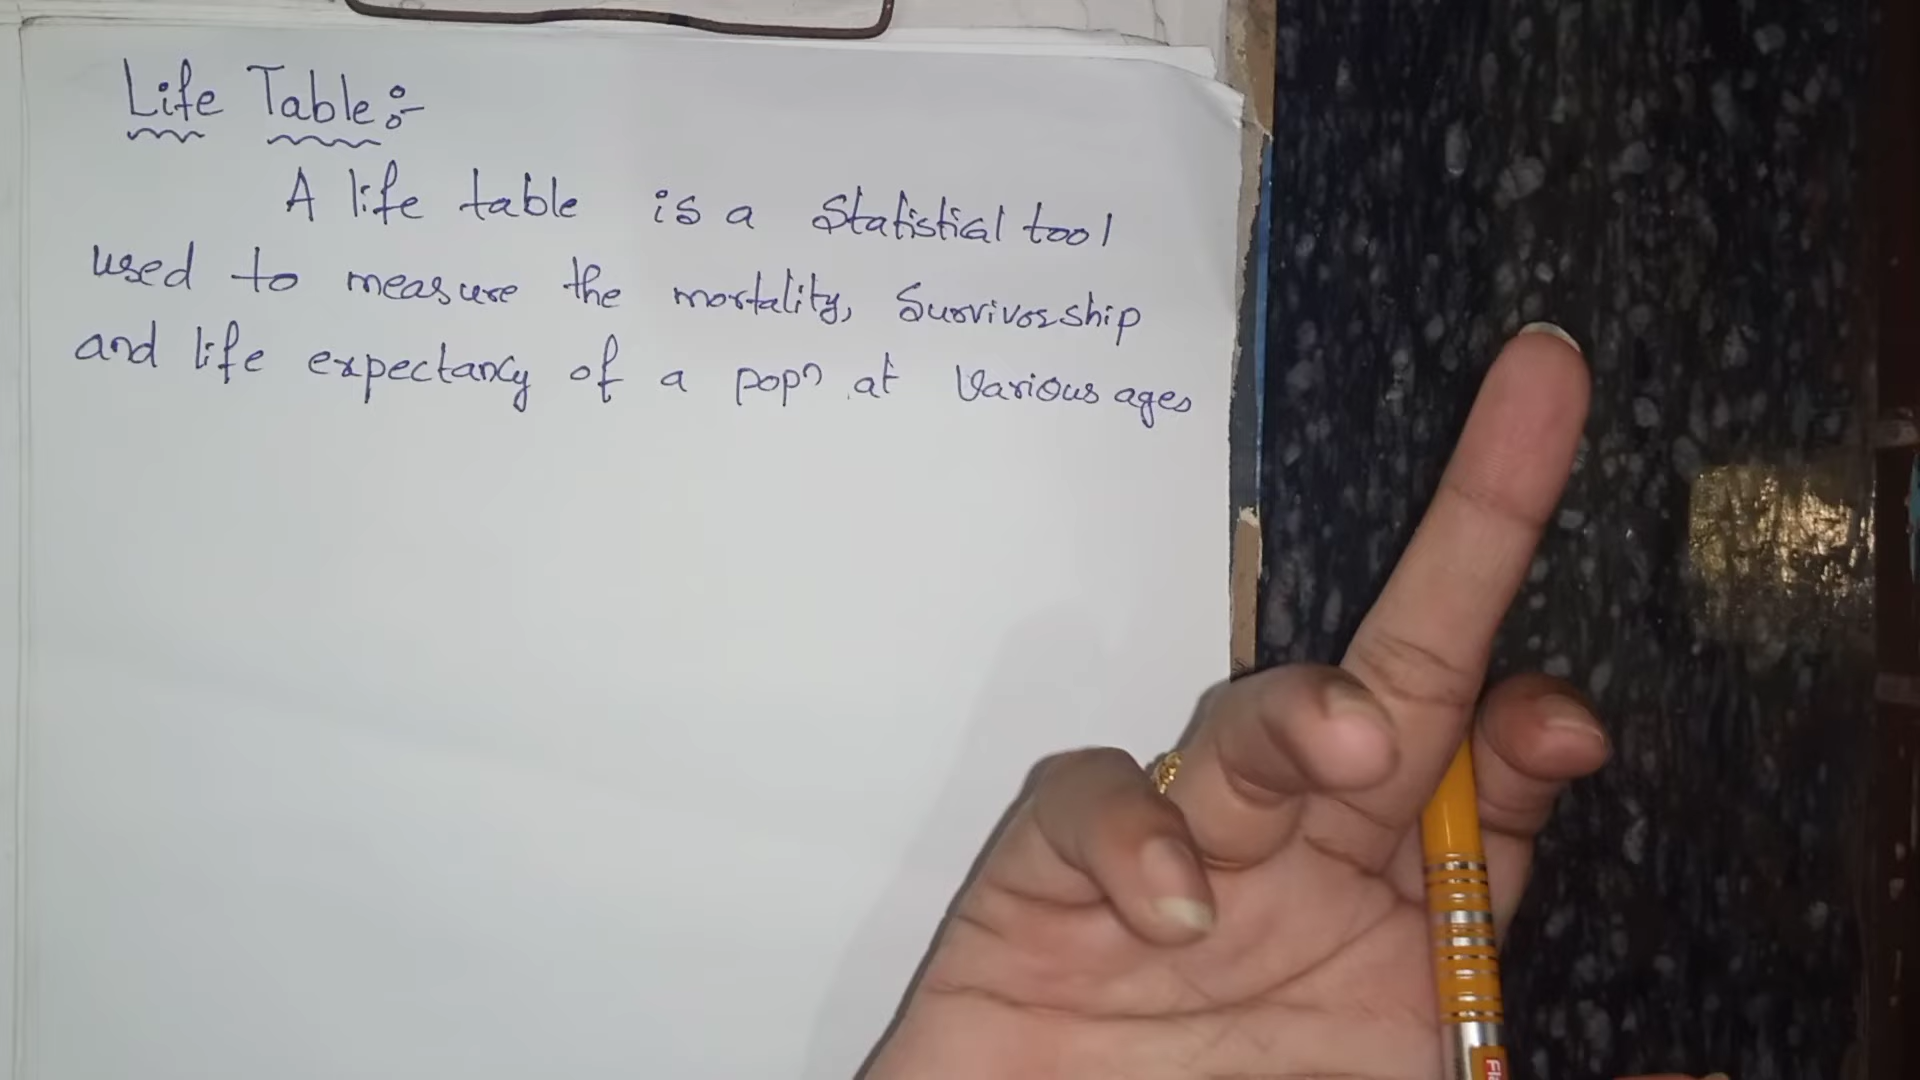 Life Table:-
A life table is a Statistical tool
used to measure the mortality, Survivorship
and life expectancy of a popn at Various ages
Fl